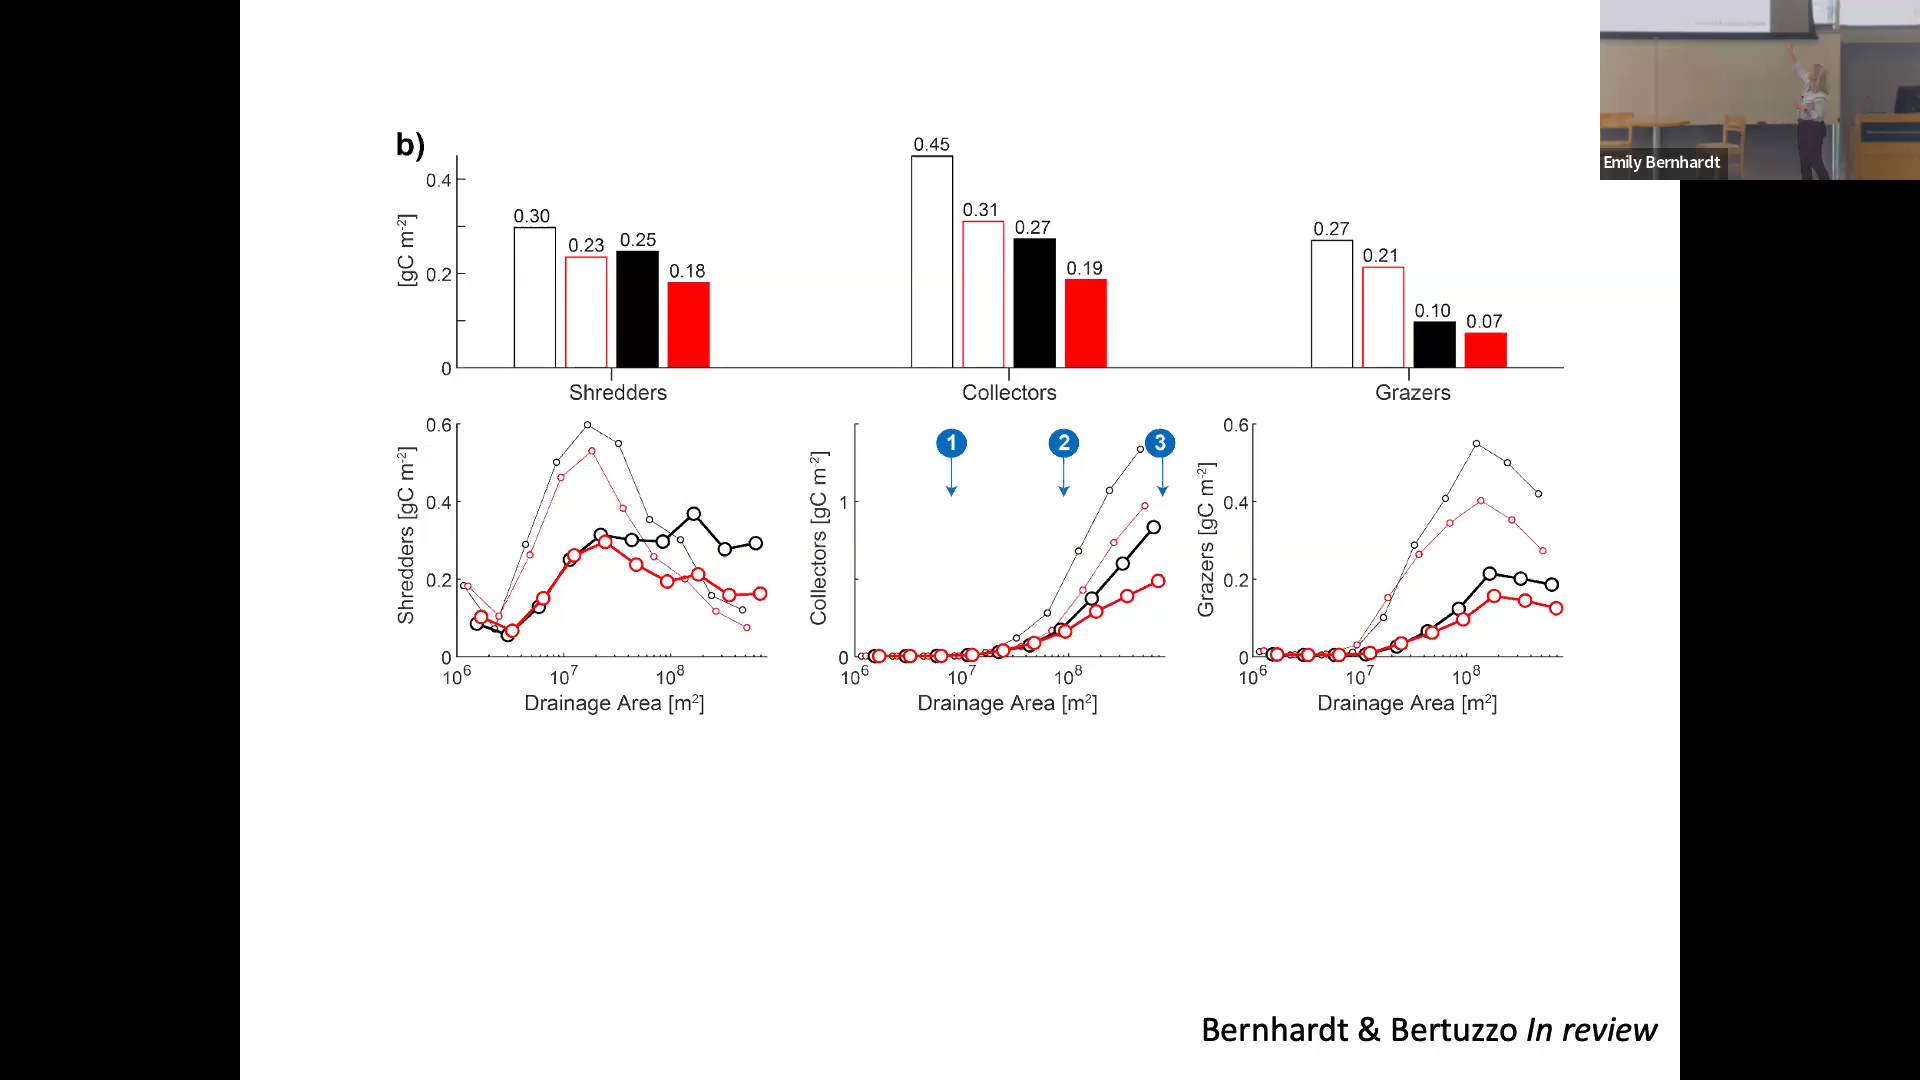 Emily Bernhardt
b)
[gC m-2]
0.4
0.2
0
0.30
0.23
0.25
0.18
0.45
0.31
0.27
0.19
0.27
0.21
0.10
0.07
Shredders
Collectors
Grazers
Shredders [gC m-2]
0.6
0.4
0.2
0
10^6
10^7
10^8
Drainage Area [m2]
Collectors [gC m-2]
1
0
1
2
3
10^6
10^7
10^8
Drainage Area [m2]
Grazers [gC m-2]
0.6
0.4
0.2
0
10^6
10^7
10^8
Drainage Area [m2]
Bernhardt & Bertuzzo In review